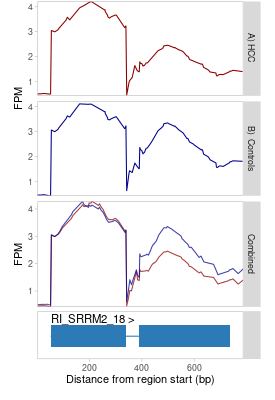 4
3
2
1
FPM
A) HCC
4
3
2
1
B) Controls
4
3
2
1
FPM
Combined
RI_SRRM2_18 >
200
400
600
Distance from region start (bp)